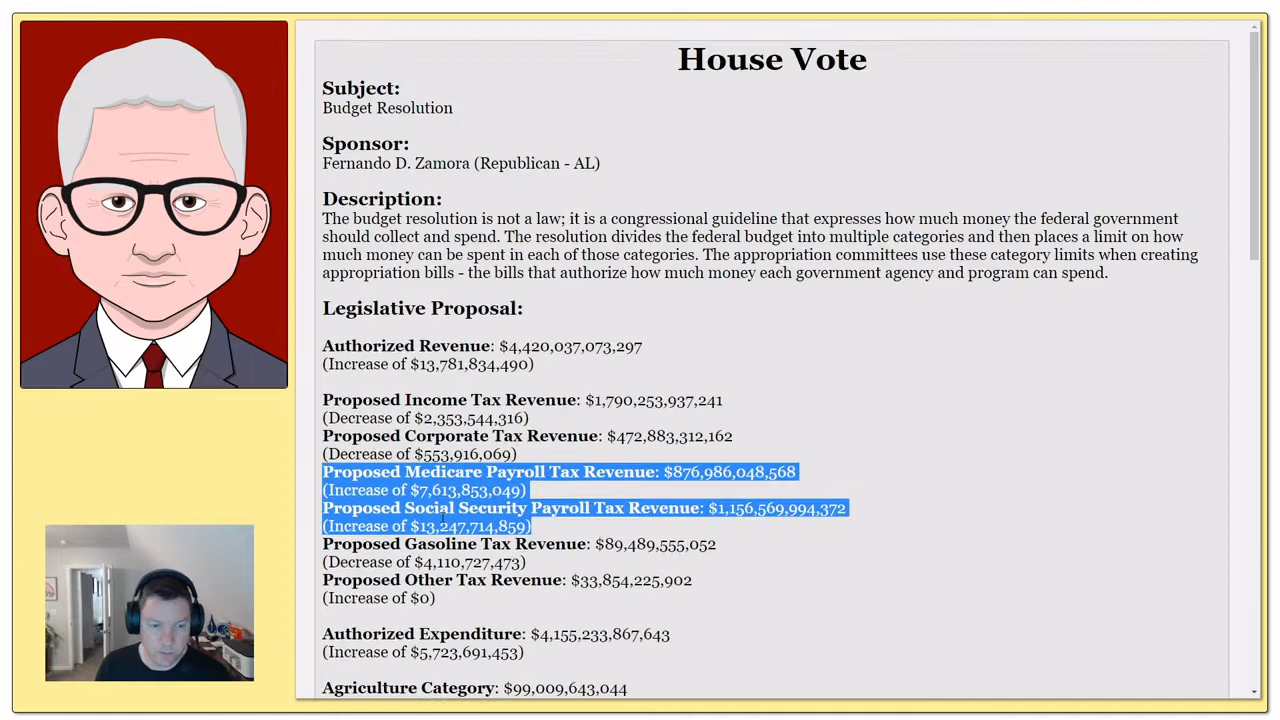 House Vote
Subject:
Budget Resolution
Sponsor:
Fernando D. Zamora (Republican - AL)
Description:
The budget resolution is not a law; it is a congressional guideline that expresses how much money the federal government
should collect and spend. The resolution divides the federal budget into multiple categories and then places a limit on how
much money can be spent in each of those categories. The appropriation committees use these category limits when creating
appropriation bills - the bills that authorize how much money each government agency and program can spend.
Legislative Proposal:
Authorized Revenue: $4,420,037,073,297
(Increase of $13,781,834,490)
Proposed Income Tax Revenue: $1,790,253,937,241
(Decrease of $2,353,544,316)
Proposed Corporate Tax Revenue: $472,883,312,162
(Decrease of $553,916,069)
Proposed Medicare Payroll Tax Revenue: $876,986,048,568
(Increase of $7,613,853,049)
Proposed Social Security Payroll Tax Revenue: $1,156,569,994,372
(Increase of $13,247,714,859)
Proposed Gasoline Tax Revenue: $89,489,555,052
(Decrease of $4,110,727,473)
Proposed Other Tax Revenue: $33,854,225,902
(Increase of $0)
Authorized Expenditure: $4,155,233,867,643
(Increase of $5,723,691,453)
Agriculture Category: $99,009,643,044